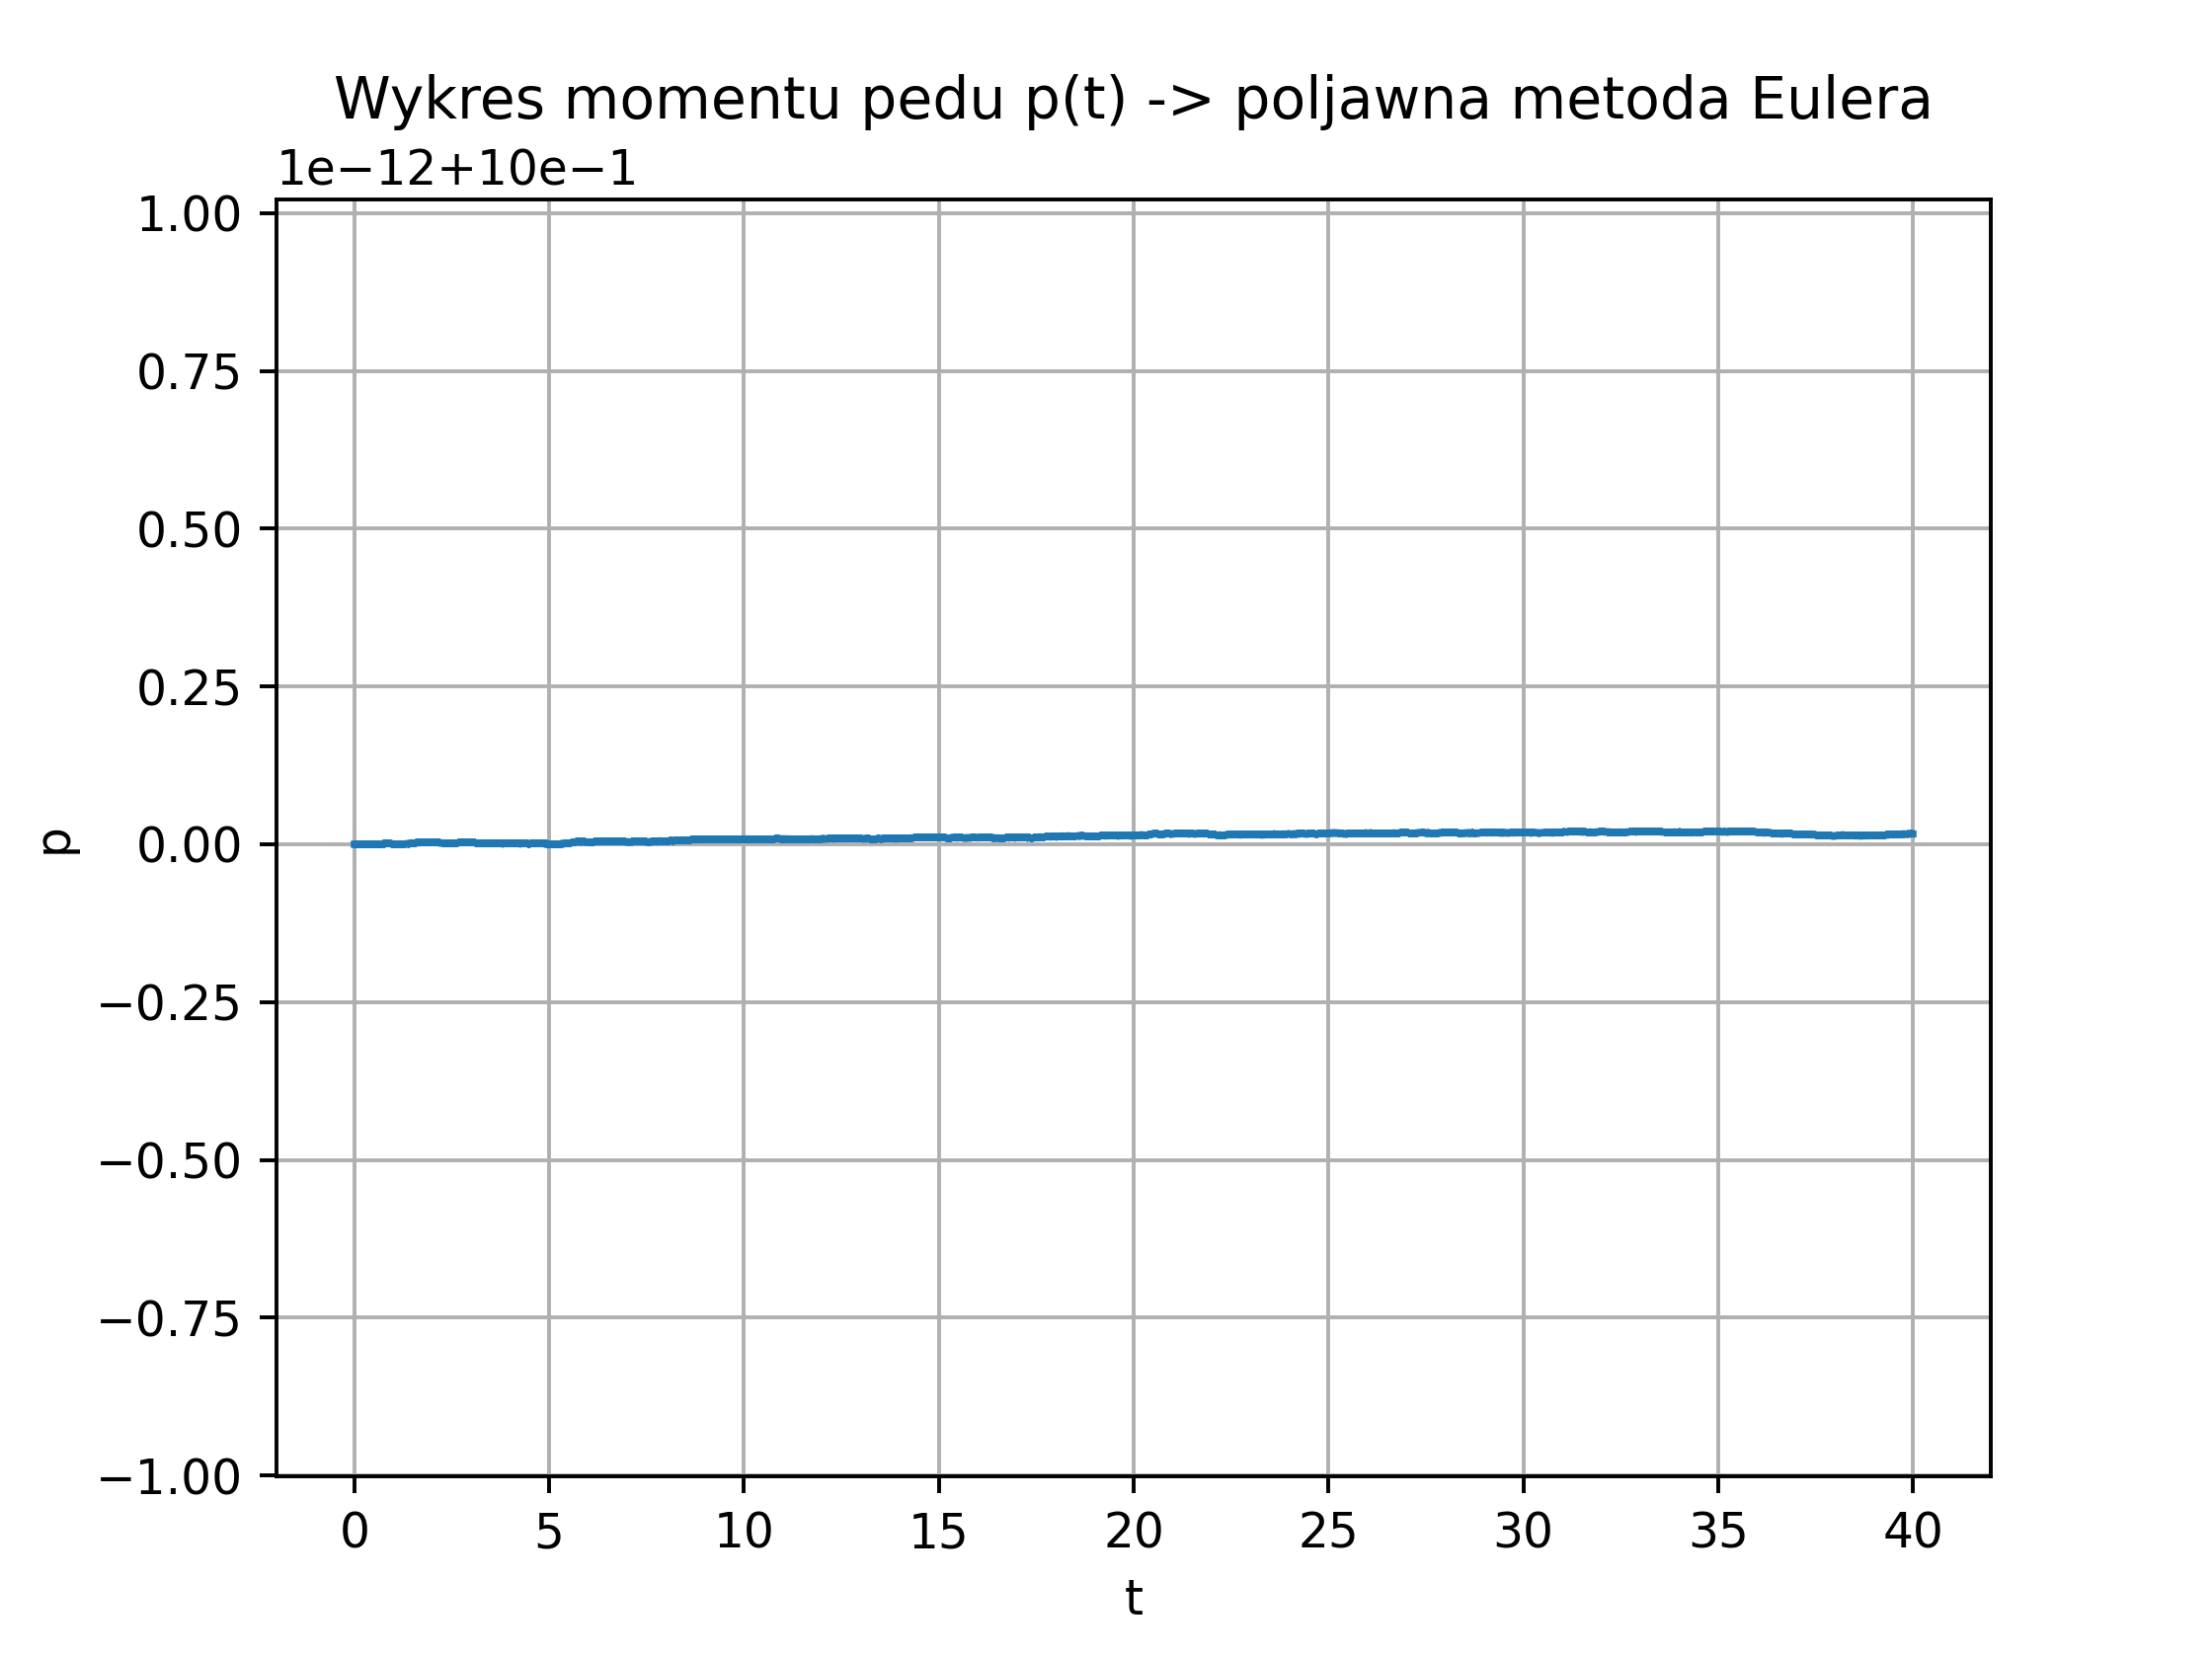 Wykres momentu pedu p(t) -> poljawna metoda Eulera
1e−12+10e−1
1.00
0.75
0.50
0.25
0.00
−0.25
−0.50
−0.75
−1.00
p
0 5 10 15 20 25 30 35 40
t